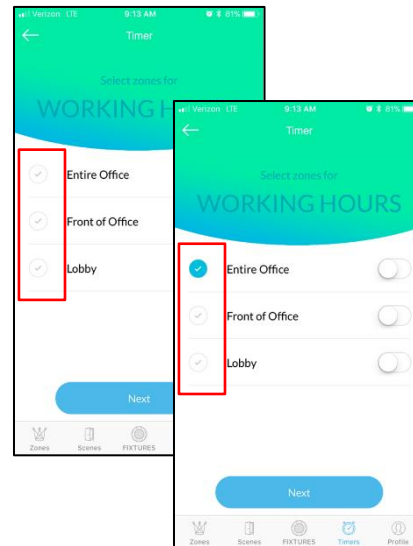 Verizon LTE 9:13 AM 81%
Timer
Select zones for
WORKING H
Entire Office
Front of Office
Lobby
Next
Zones Scenes FIXTURES
Verizon LTE 9:13 AM 81%
Timer
Select zones for
WORKING HOURS
Entire Office
Front of Office
Lobby
Next
Zones Scenes FIXTURES Timers Profile